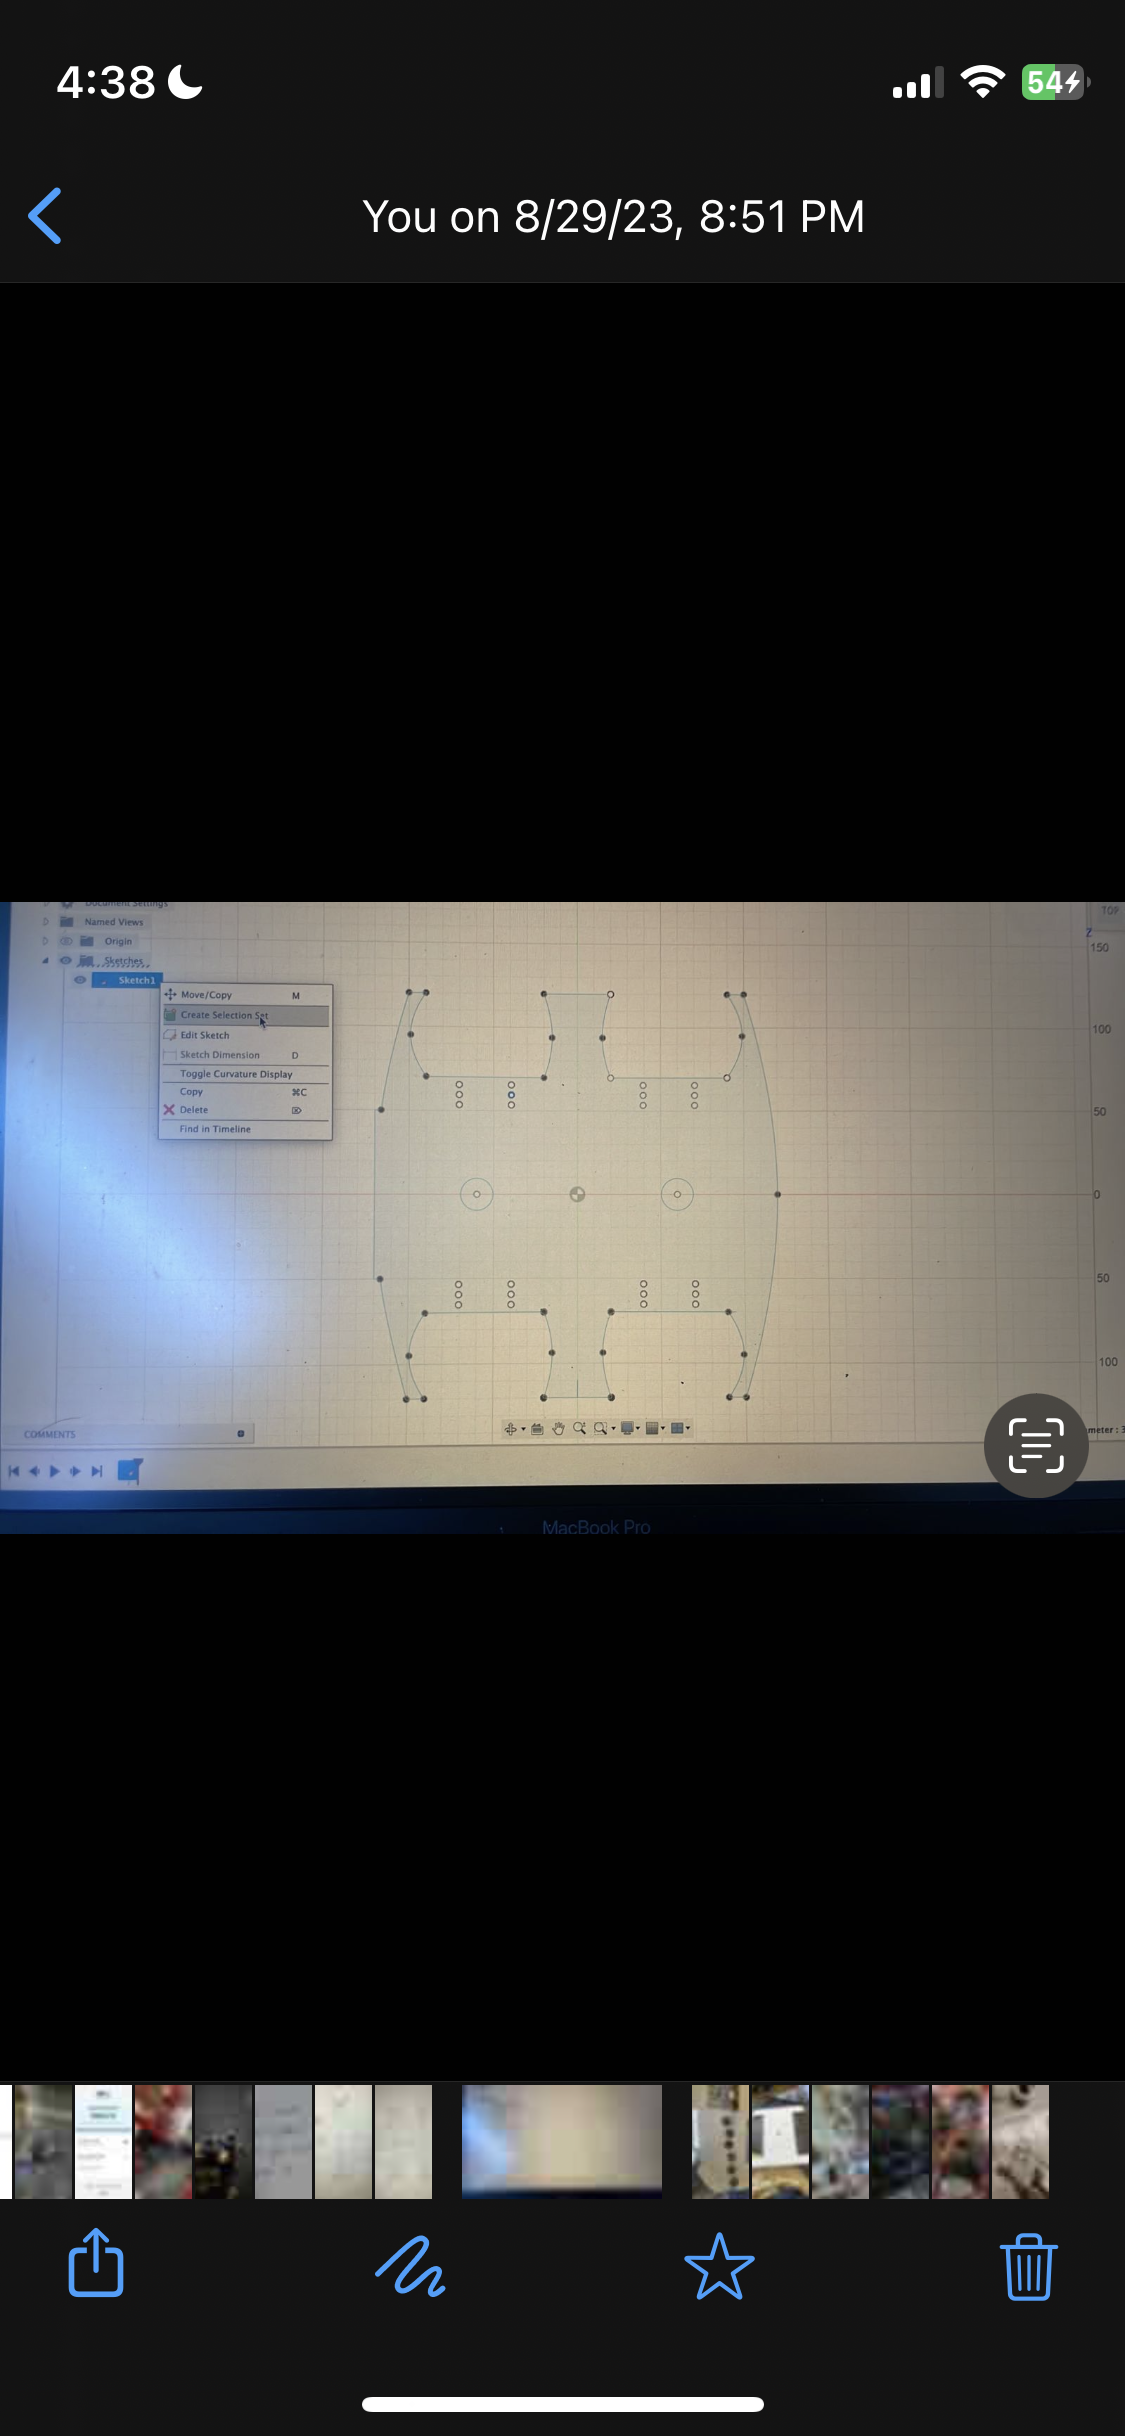 4:38
54
You on 8/29/23, 8:51 PM
Document Settings
TOP
Named Views
Z
Origin
150
Sketches
Sketch1
Move/Copy M
Create Selection Set
Edit Sketch
100
Sketch Dimension D
Toggle Curvature Display
Copy ⌘C
Delete
50
Find in Timeline
0
50
100
COMMENTS
meter : 3
MacBook Pro